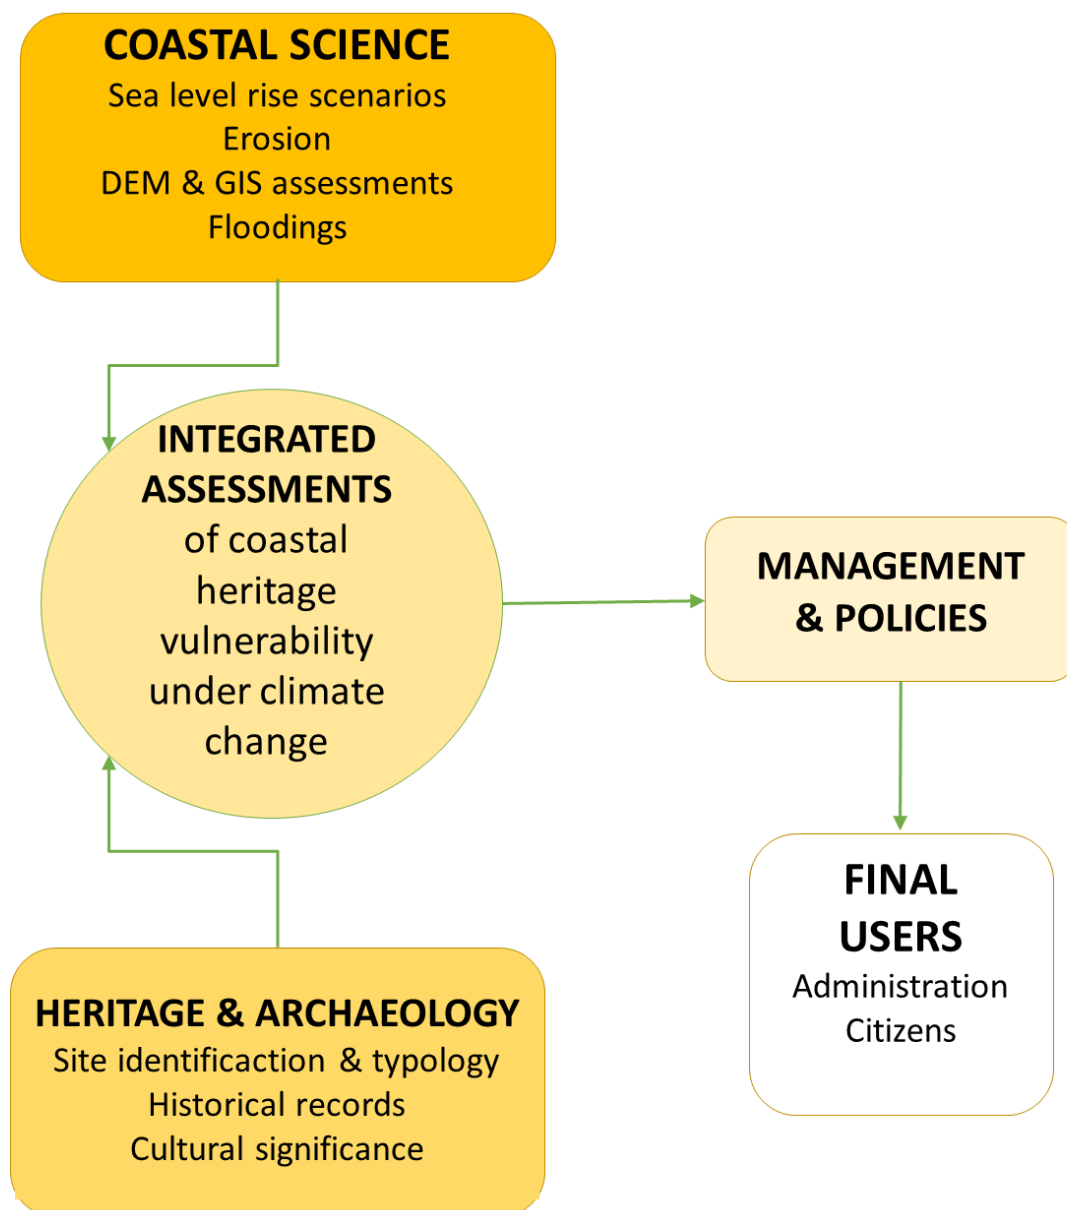 COASTAL SCIENCE
Sea level rise scenarios
Erosion
DEM & GIS assessments
Floodings
INTEGRATED
ASSESSMENTS
of coastal
heritage
vulnerability
under climate
change
MANAGEMENT
& POLICIES
FINAL
USERS
Administration
Citizens
HERITAGE & ARCHAEOLOGY
Site identificaction & typology
Historical records
Cultural significance